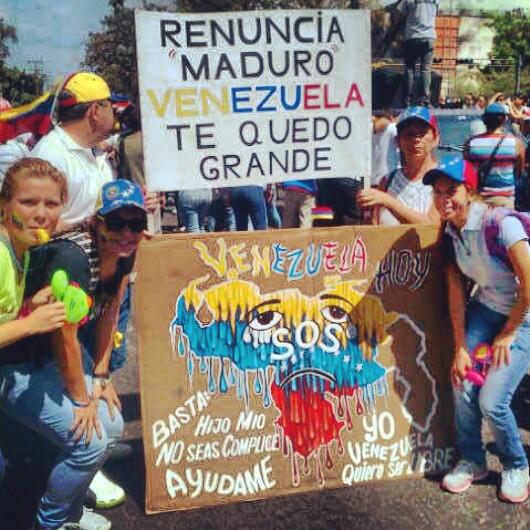 RENUNCIA
"MADURO"
VENEZUELA
TE QUEDO
GRANDE
VENEZUELA
HOY
SOS
BASTA:
HIJO MIO
NO SEAS COMPLICE
AYUDAME
YO
VENEZUELA
Quiero ser LIBRE